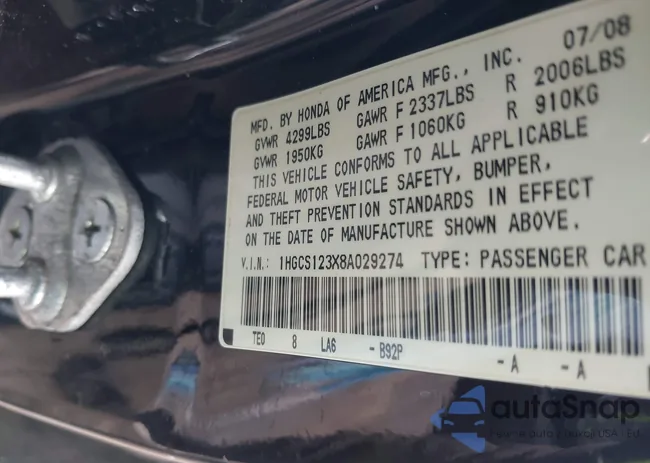 07/08
MFD. BY HONDA OF AMERICA MFG., INC.
GVWR 4299LBS GAWR F 2337LBS R 2006LBS
GVWR 1950KG GAWR F 1060KG R 910KG
THIS VEHICLE CONFORMS TO ALL APPLICABLE
FEDERAL MOTOR VEHICLE SAFETY, BUMPER,
AND THEFT PREVENTION STANDARDS IN EFFECT
ON THE DATE OF MANUFACTURE SHOWN ABOVE.
V.I.N.: 1HGCS123X8A029274 TYPE: PASSENGER CAR
TE0 8 LA6 - B92P - A - A
autoSnap